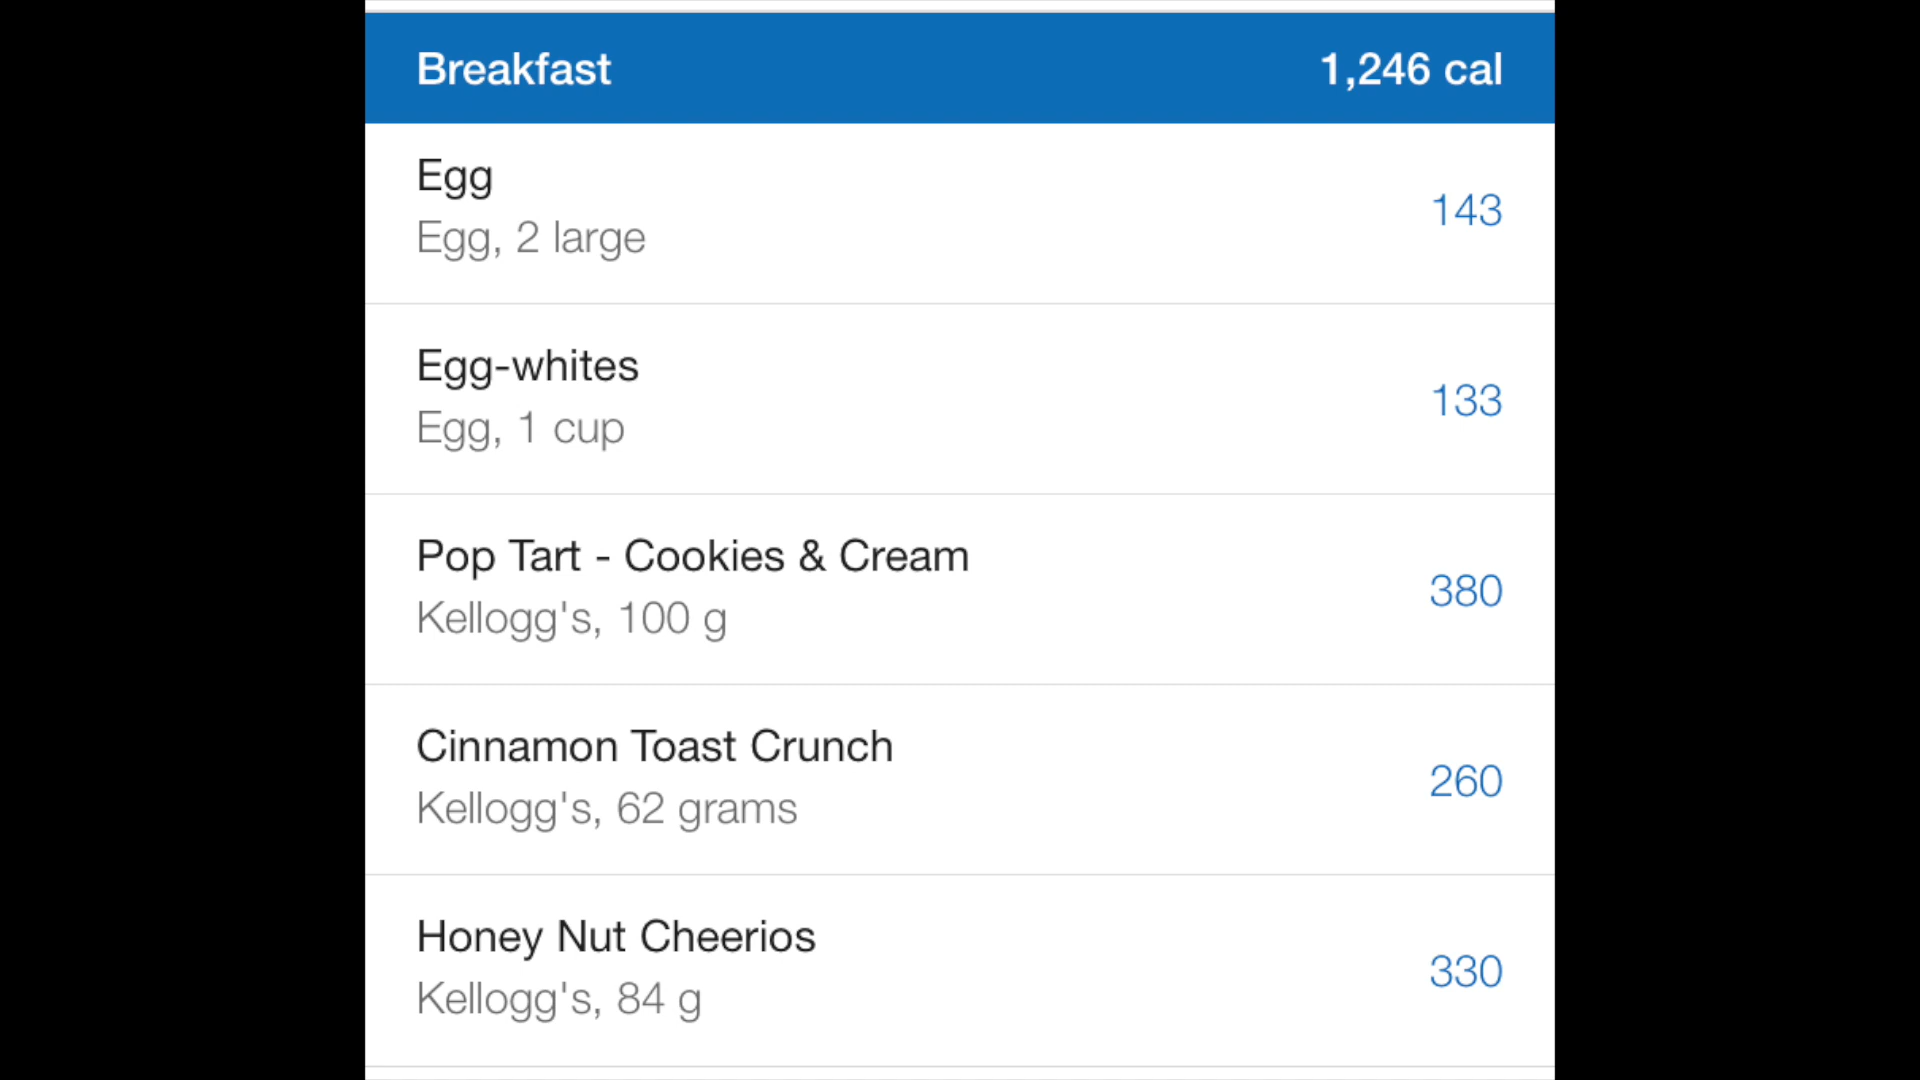 Breakfast 1,246 cal
Egg
Egg, 2 large
143
Egg-whites
Egg, 1 cup
133
Pop Tart - Cookies & Cream
Kellogg's, 100 g
380
Cinnamon Toast Crunch
Kellogg's, 62 grams
260
Honey Nut Cheerios
Kellogg's, 84 g
330